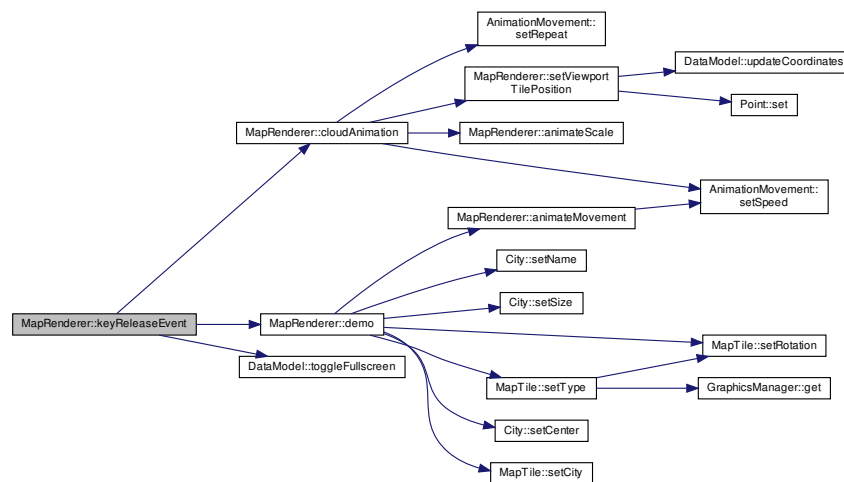 AnimationMovement::
setRepeat
DataModel::updateCoordinates
MapRenderer::setViewport
TilePosition
Point::set
MapRenderer::cloudAnimation
MapRenderer::animateScale
AnimationMovement::
setSpeed
MapRenderer::animateMovement
City::setName
City::setSize
MapRenderer::keyReleaseEvent
MapRenderer::demo
MapTile::setRotation
DataModel::toggleFullscreen
MapTile::setType
GraphicsManager::get
City::setCenter
MapTile::setCity